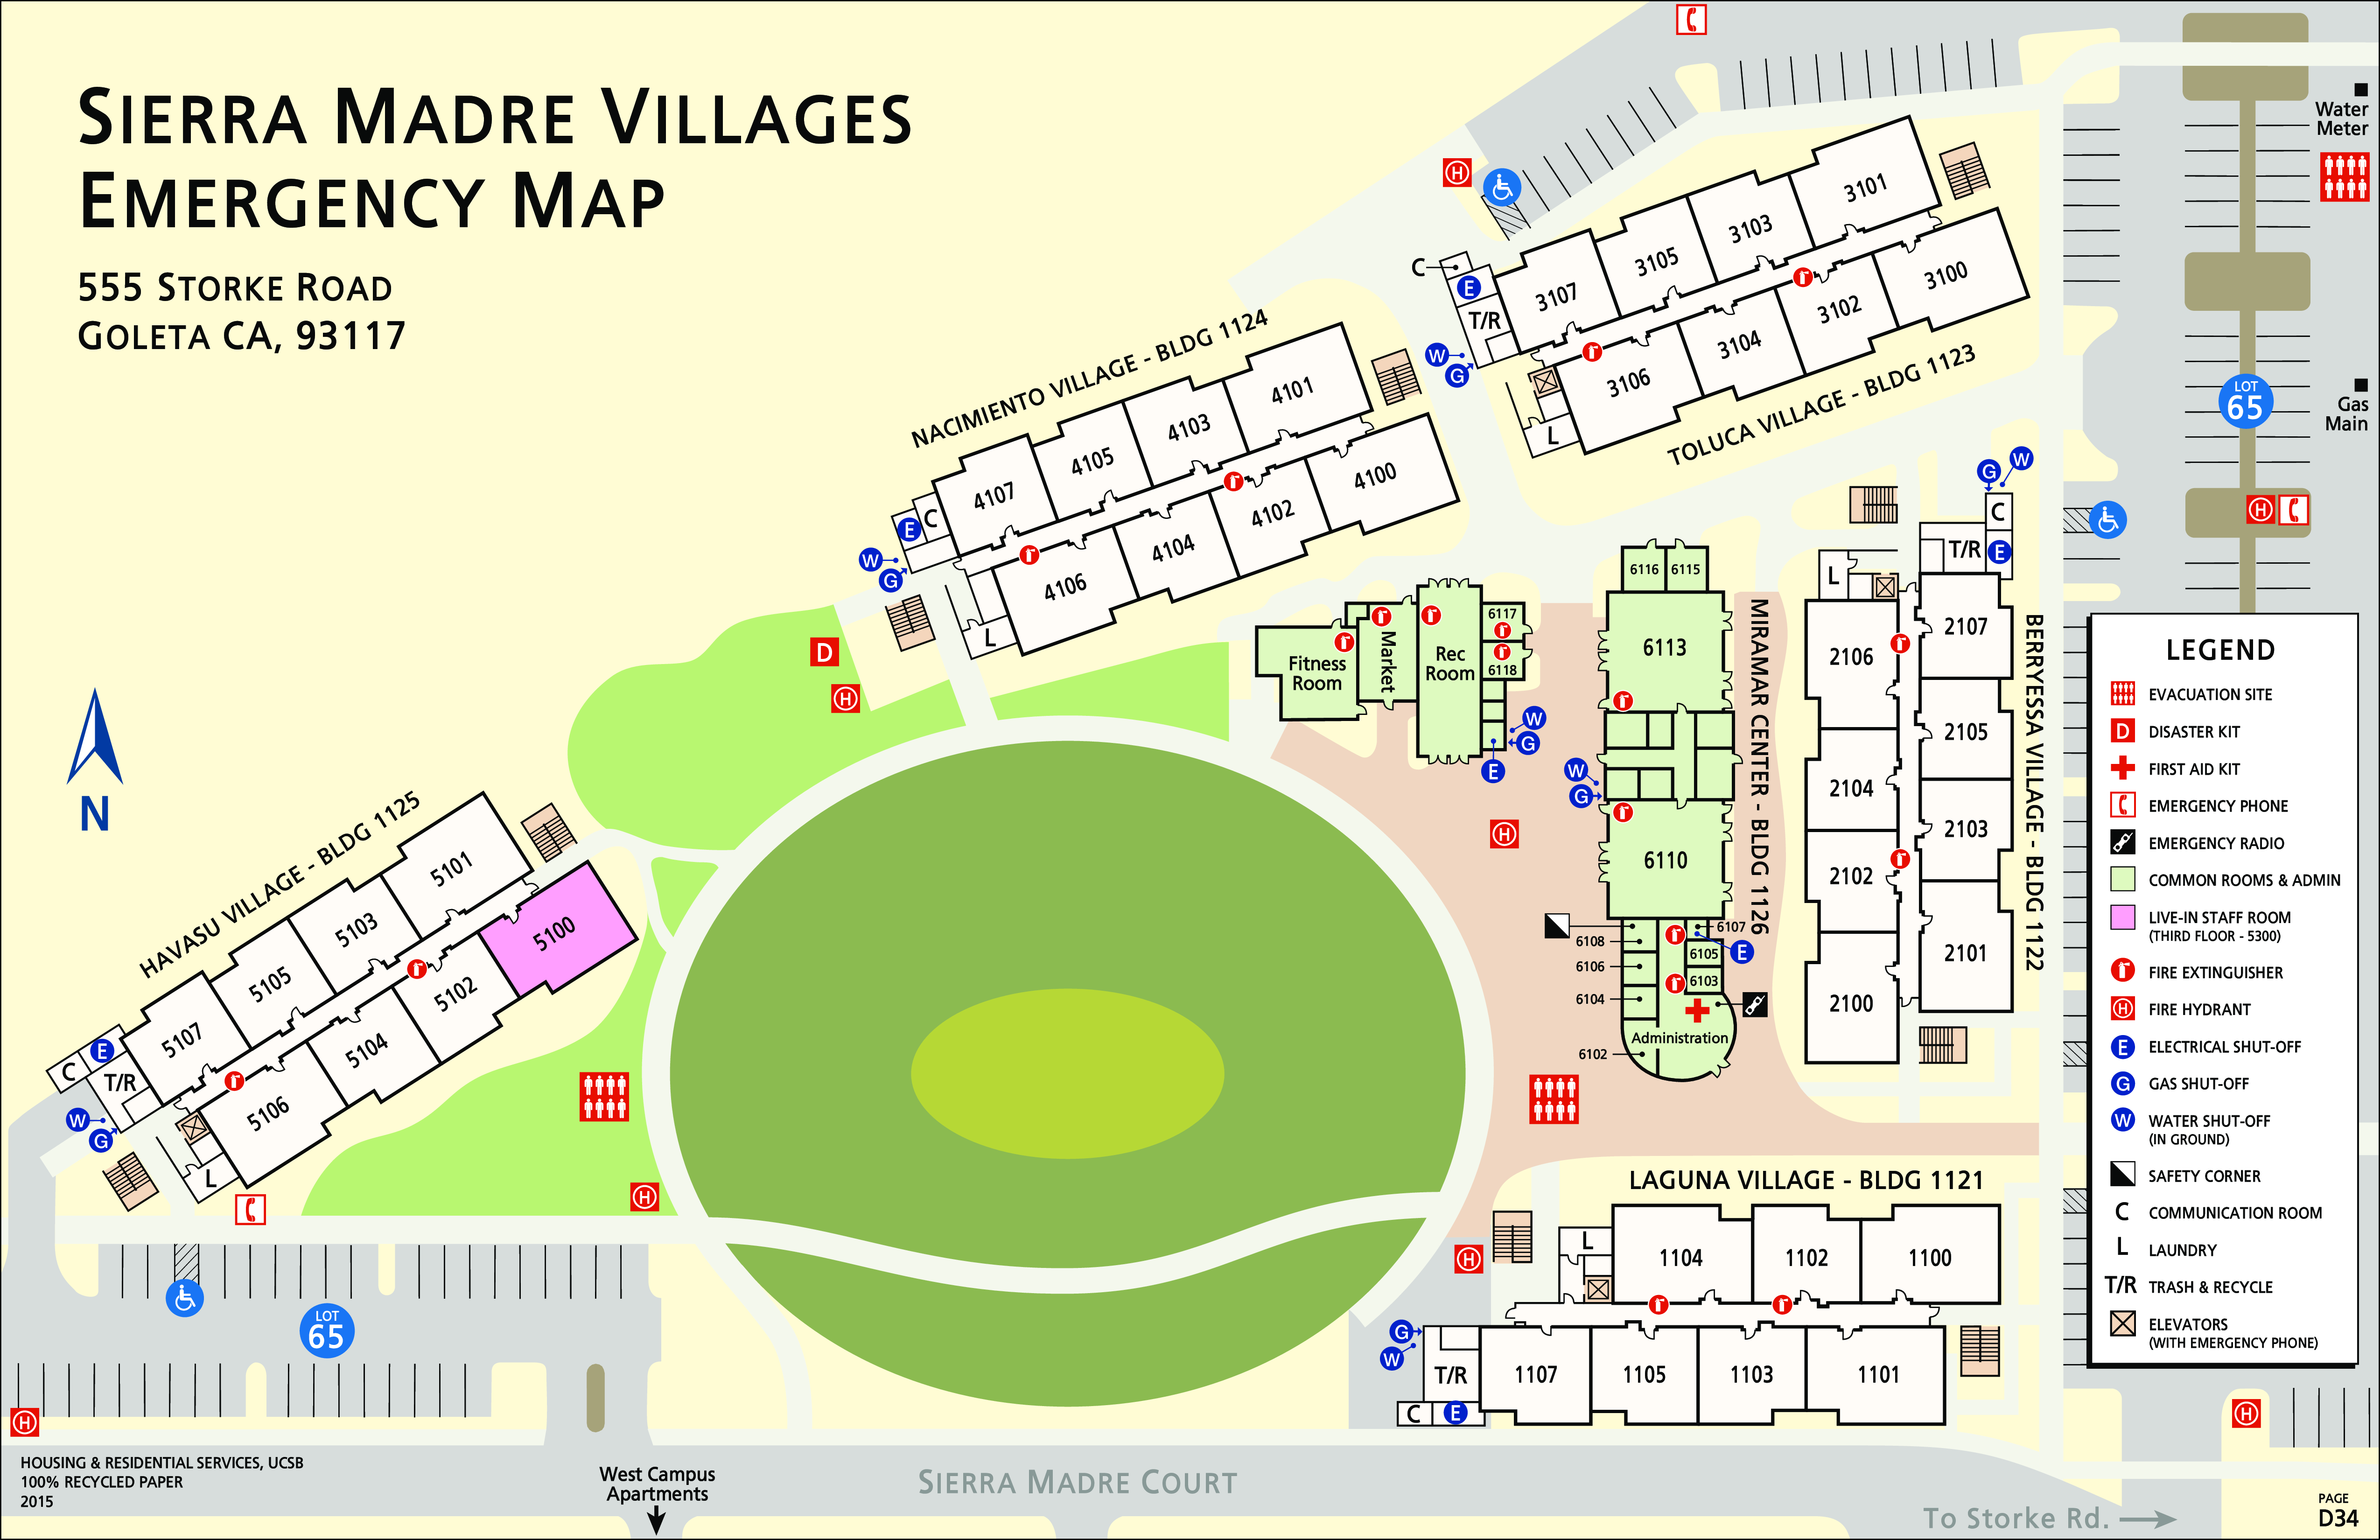 SIERRA MADRE VILLAGES
EMERGENCY MAP
555 STORKE ROAD
GOLETA CA, 93117
Water
Meter
Gas
Main
LOT
65
TOLUCA VILLAGE - BLDG 1123
3101
3103
3105
3107
3100
3102
3104
3106
C
E
T/R
W
G
L
H
NACIMIENTO VILLAGE - BLDG 1124
4101
4103
4105
4107
4100
4102
4104
4106
C
E
W
G
L
D
H
H
N
HAVASU VILLAGE - BLDG 1125
5101
5103
5105
5107
5100
5102
5104
5106
C
E
T/R
W
G
L
H
LOT
65
H
Fitness
Room
Market
Rec
Room
6117
6118
W
G
E
H
MIRAMAR CENTER - BLDG 1126
6116
6115
6113
W
G
6110
6108
6107
E
6106
6105
6104
6103
Administration
6102
BERRYESSA VILLAGE - BLDG 1122
G
W
C
T/R
E
L
2107
2106
2105
2104
2103
2102
2101
2100
LAGUNA VILLAGE - BLDG 1121
L
1104
1102
1100
1107
1105
1103
1101
H
G
W
T/R
C
E
H
LEGEND
EVACUATION SITE
D DISASTER KIT
FIRST AID KIT
EMERGENCY PHONE
EMERGENCY RADIO
COMMON ROOMS & ADMIN
LIVE-IN STAFF ROOM
(THIRD FLOOR - 5300)
FIRE EXTINGUISHER
H FIRE HYDRANT
E ELECTRICAL SHUT-OFF
G GAS SHUT-OFF
W WATER SHUT-OFF
(IN GROUND)
SAFETY CORNER
C COMMUNICATION ROOM
L LAUNDRY
T/R TRASH & RECYCLE
ELEVATORS
(WITH EMERGENCY PHONE)
HOUSING & RESIDENTIAL SERVICES, UCSB
100% RECYCLED PAPER
2015
West Campus
Apartments
SIERRA MADRE COURT
To Storke Rd.
PAGE
D34